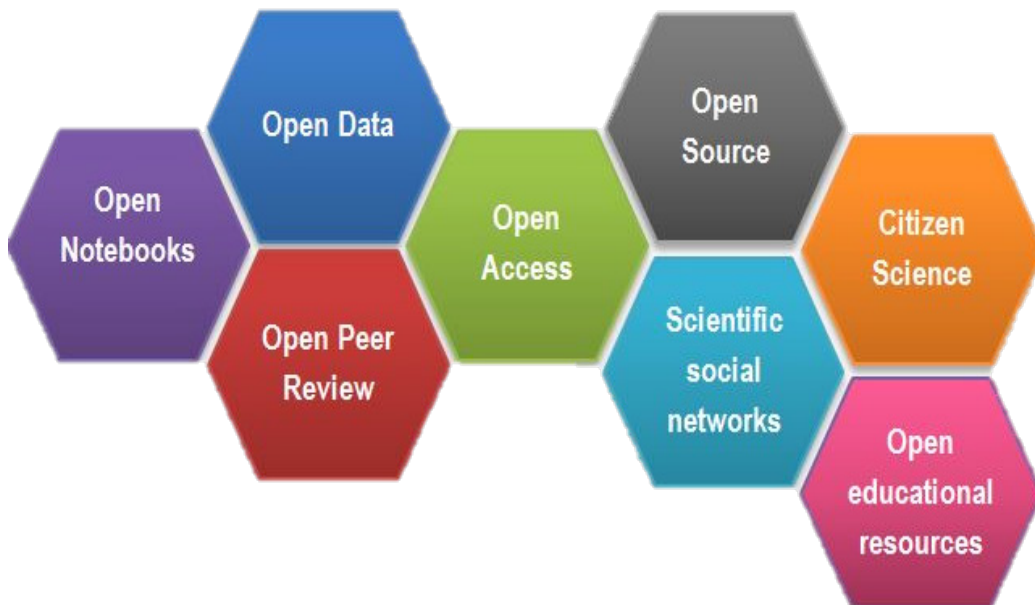 Open
Notebooks
Open Data
Open Peer
Review
Open
Access
Open
Source
Scientific
social
networks
Citizen
Science
Open
educational
resources